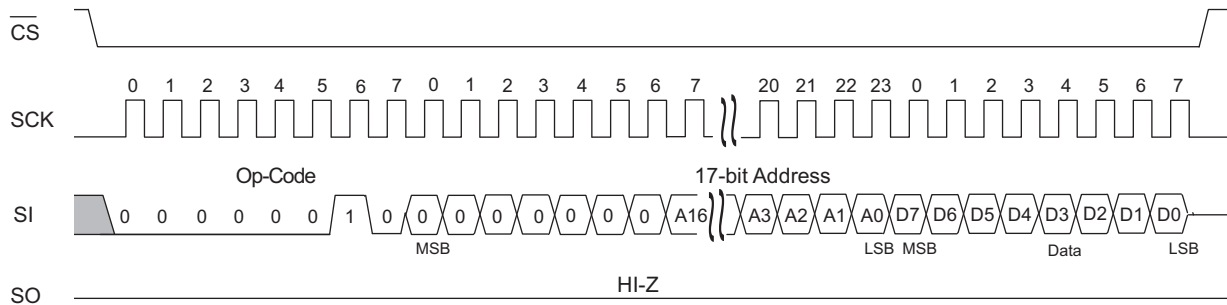 CS
0 1 2 3 4 5 6 7 0 1 2 3 4 5 6 7 20 21 22 23 0 1 2 3 4 5 6 7
SCK
Op-Code 17-bit Address
SI 0 0 0 0 0 0 1 0 0 0 0 0 0 0 0 A16 A3 A2 A1 A0 D7 D6 D5 D4 D3 D2 D1 D0
MSB LSB MSB Data LSB
HI-Z
SO